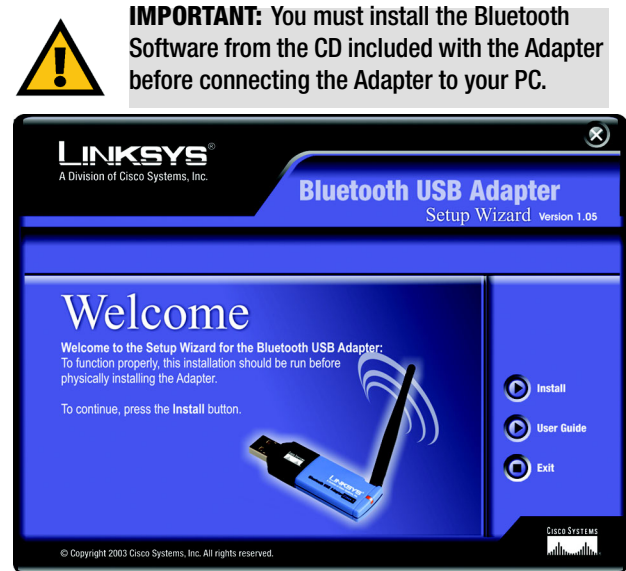 IMPORTANT: You must install the Bluetooth
Software from the CD included with the Adapter
before connecting the Adapter to your PC.
LINKSYS®
A Division of Cisco Systems, Inc.
Bluetooth USB Adapter
Setup Wizard Version 1.05
Welcome
Welcome to the Setup Wizard for the Bluetooth USB Adapter:
To function properly, this installation should be run before
physically installing the Adapter.
To continue, press the Install button.
LINKSYS
Install
User Guide
Exit
CISCO SYSTEMS
© Copyright 2003 Cisco Systems, Inc. All rights reserved.